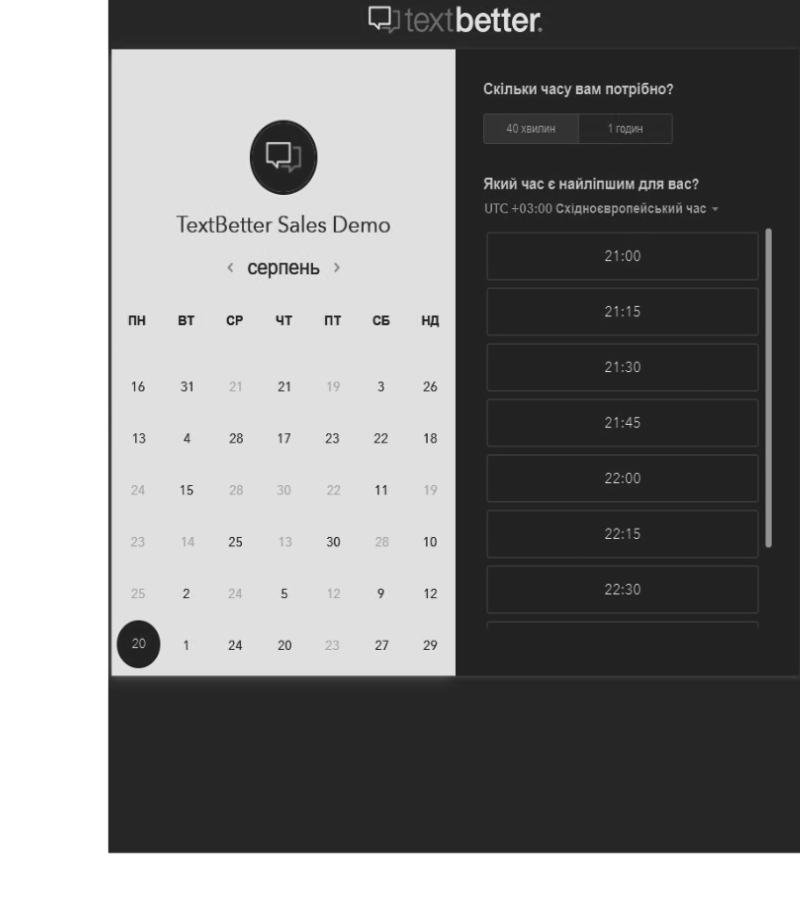 textbetter.
Скільки часу вам потрібно?
40 хвилин 1 годин
Який час є найліпшим для вас?
UTC +03:00 Східноєвропейський час
TextBetter Sales Demo
серпень
ПН ВТ СР ЧТ ПТ СБ НД
16 31 21 21 19 3 26
13 4 28 17 23 22 18
24 15 28 30 22 11 19
23 14 25 13 30 28 10
25 2 24 5 12 9 12
20 1 24 20 23 27 29
21:00
21:15
21:30
21:45
22:00
22:15
22:30